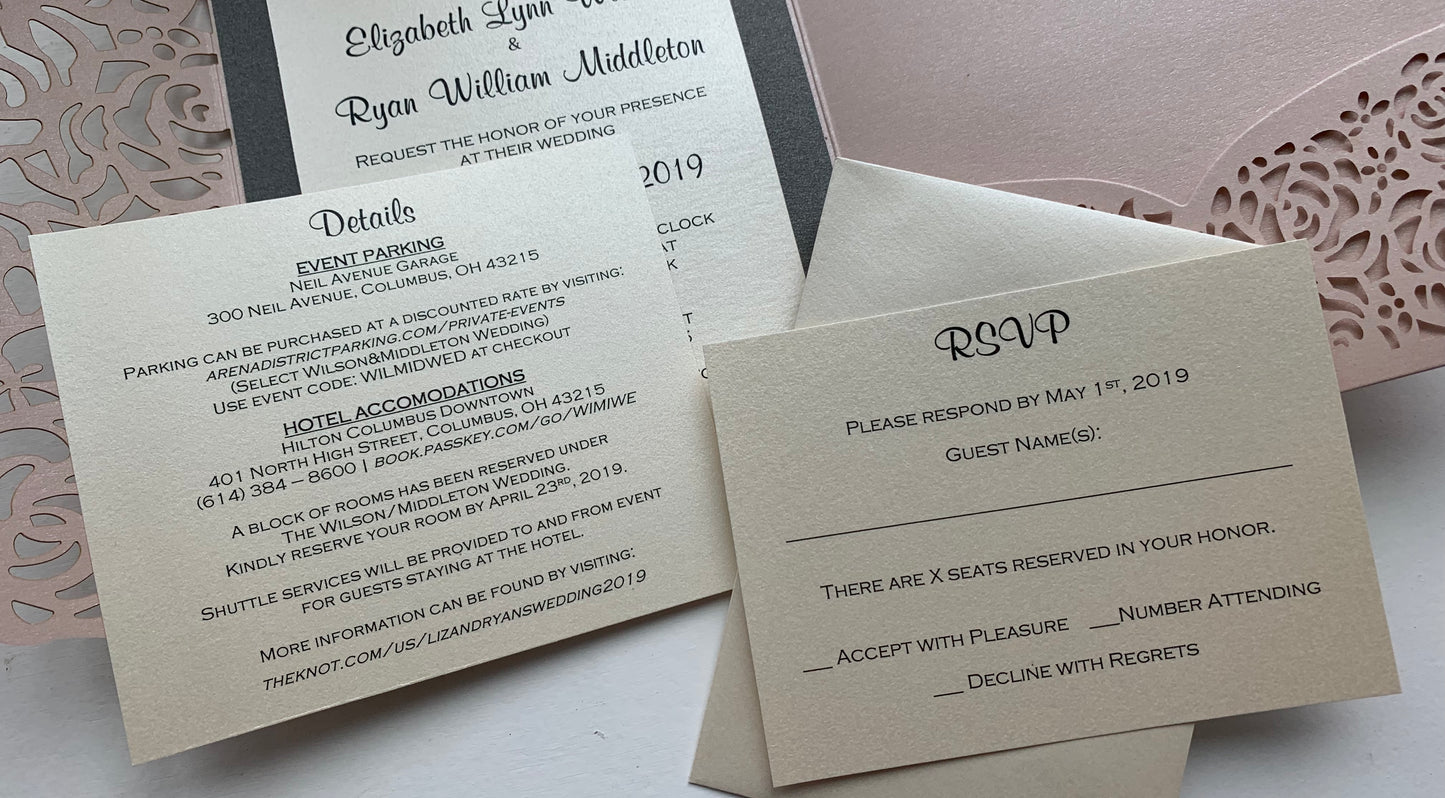 Elizabeth Lynn
&
Ryan William Middleton
Request the honor of your presence
at their wedding
2019
Details
EVENT PARKING
Neil Avenue Garage
300 Neil Avenue, Columbus, OH 43215
Parking can be purchased at a discounted rate by visiting:
arenadistrictparking.com/private-events
(Select Wilson&Middleton Wedding)
Use event code: WILMIDWED at checkout
HOTEL ACCOMODATIONS
Hilton Columbus Downtown
401 North High Street, Columbus, OH 43215
(614) 384 – 8600 | book.passkey.com/go/WIMIWE
A block of rooms has been reserved under
the Wilson/Middleton Wedding.
Kindly reserve your room by April 23rd, 2019.
Shuttle services will be provided to and from event
for guests staying at the hotel.
More information can be found by visiting:
theknot.com/us/lizandryanswedding2019
RSVP
Please respond by May 1st, 2019
Guest Name(s):
There are X seats reserved in your honor.
__ Accept with Pleasure __Number Attending
__ Decline with Regrets